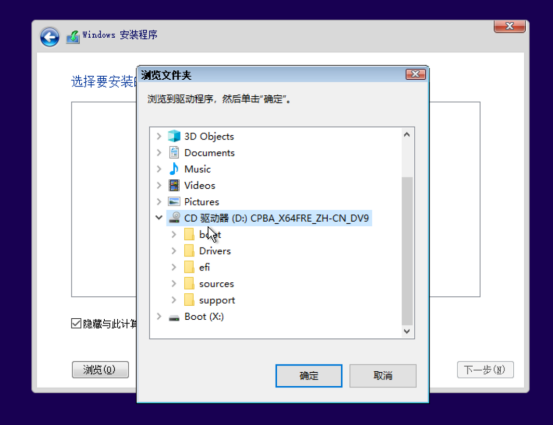 Windows 安装程序
选择要安装
浏览文件夹
浏览到驱动程序，然后单击"确定"。
3D Objects
Documents
Music
Videos
Pictures
CD 驱动器 (D:) CPBA_X64FRE_ZH-CN_DV9
boot
Drivers
efi
sources
support
Boot (X:)
隐藏与此计算
浏览(O)
确定
取消
下一步(N)